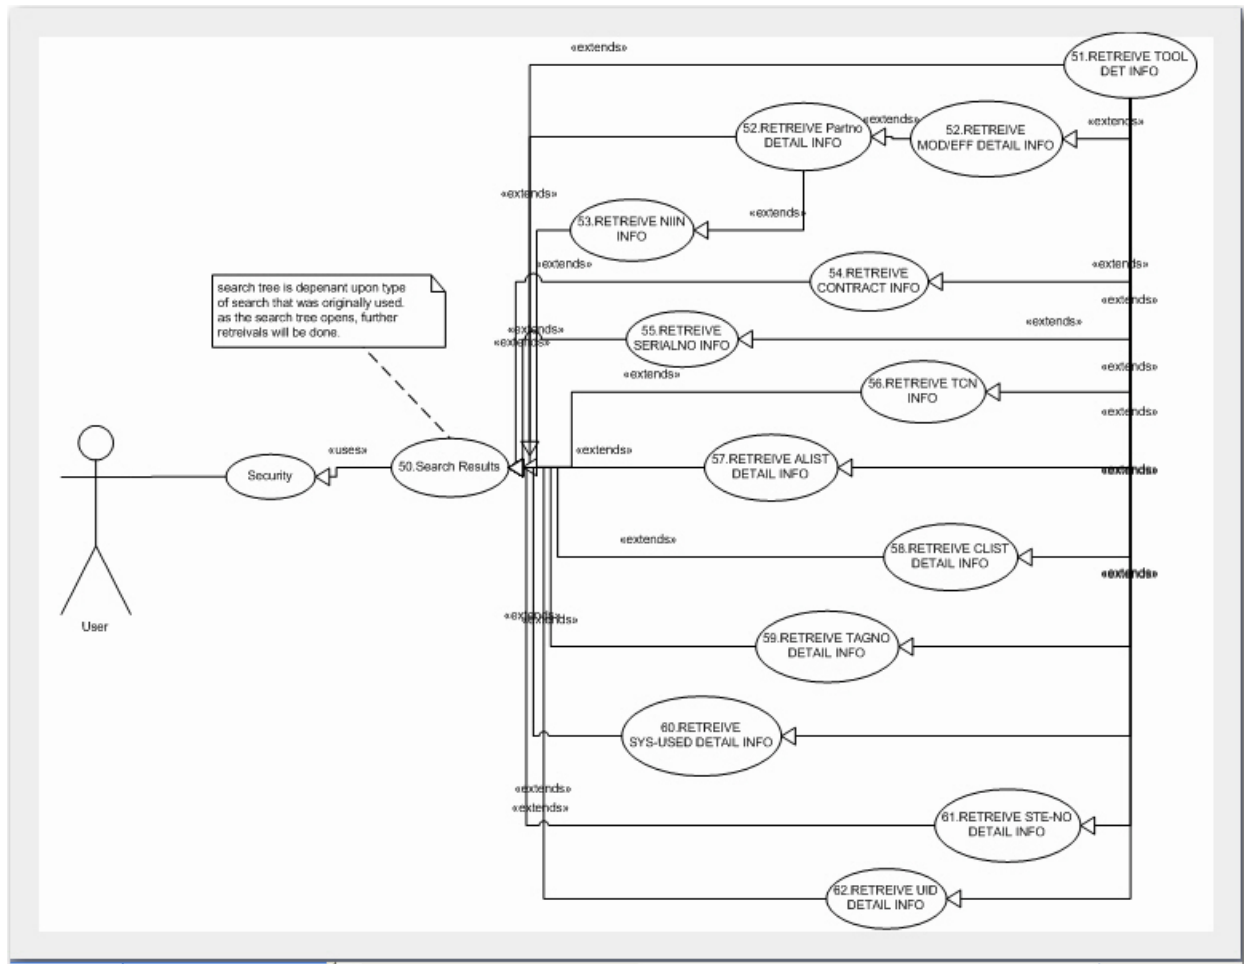 «extends»
51.RETREIVE TOOL
DET INFO
52.RETREIVE Partno
DETAIL INFO
«extends»
52.RETREIVE
MOD/EFF DETAIL INFO
«extends»
«extends»
53.RETREIVE NIIN
INFO
«extends»
«extends»
54.RETREIVE
CONTRACT INFO
«extends»
«extends»
search tree is depenant upon type
of search that was originally used.
as the search tree opens, further
retreivals will be done.
«extends»
«extends»
55.RETREIVE
SERIALNO INFO
«extends»
«extends»
«extends»
56.RETREIVE TCN
INFO
«extends»
«uses»
50.Search Results
Security
«extends»
57.RETREIVE ALIST
DETAIL INFO
«extends»
«extends»
58.RETREIVE CLIST
DETAIL INFO
«extends»
User
«extends»
«extends»
59.RETREIVE TAGNO
DETAIL INFO
60.RETREIVE
SYS-USED DETAIL INFO
«extends»
«extends»
61.RETREIVE STE-NO
DETAIL INFO
62.RETREIVE UID
DETAIL INFO